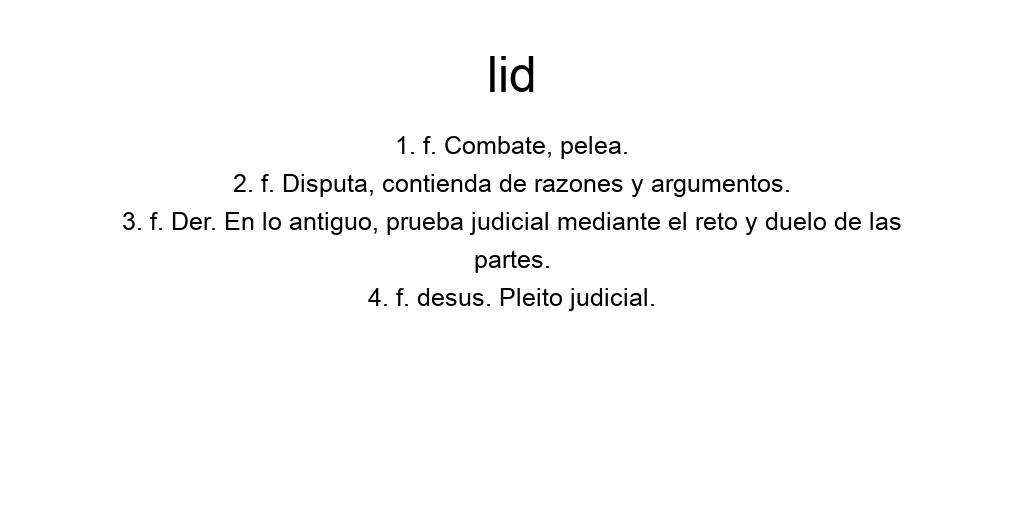 lid
1. f. Combate, pelea.
2. f. Disputa, contienda de razones y argumentos.
3. f. Der. En lo antiguo, prueba judicial mediante el reto y duelo de las
partes.
4. f. desus. Pleito judicial.